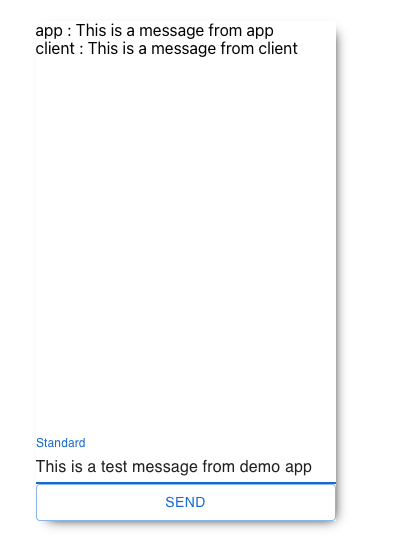 app : This is a message from app
client : This is a message from client
Standard
This is a test message from demo app
SEND